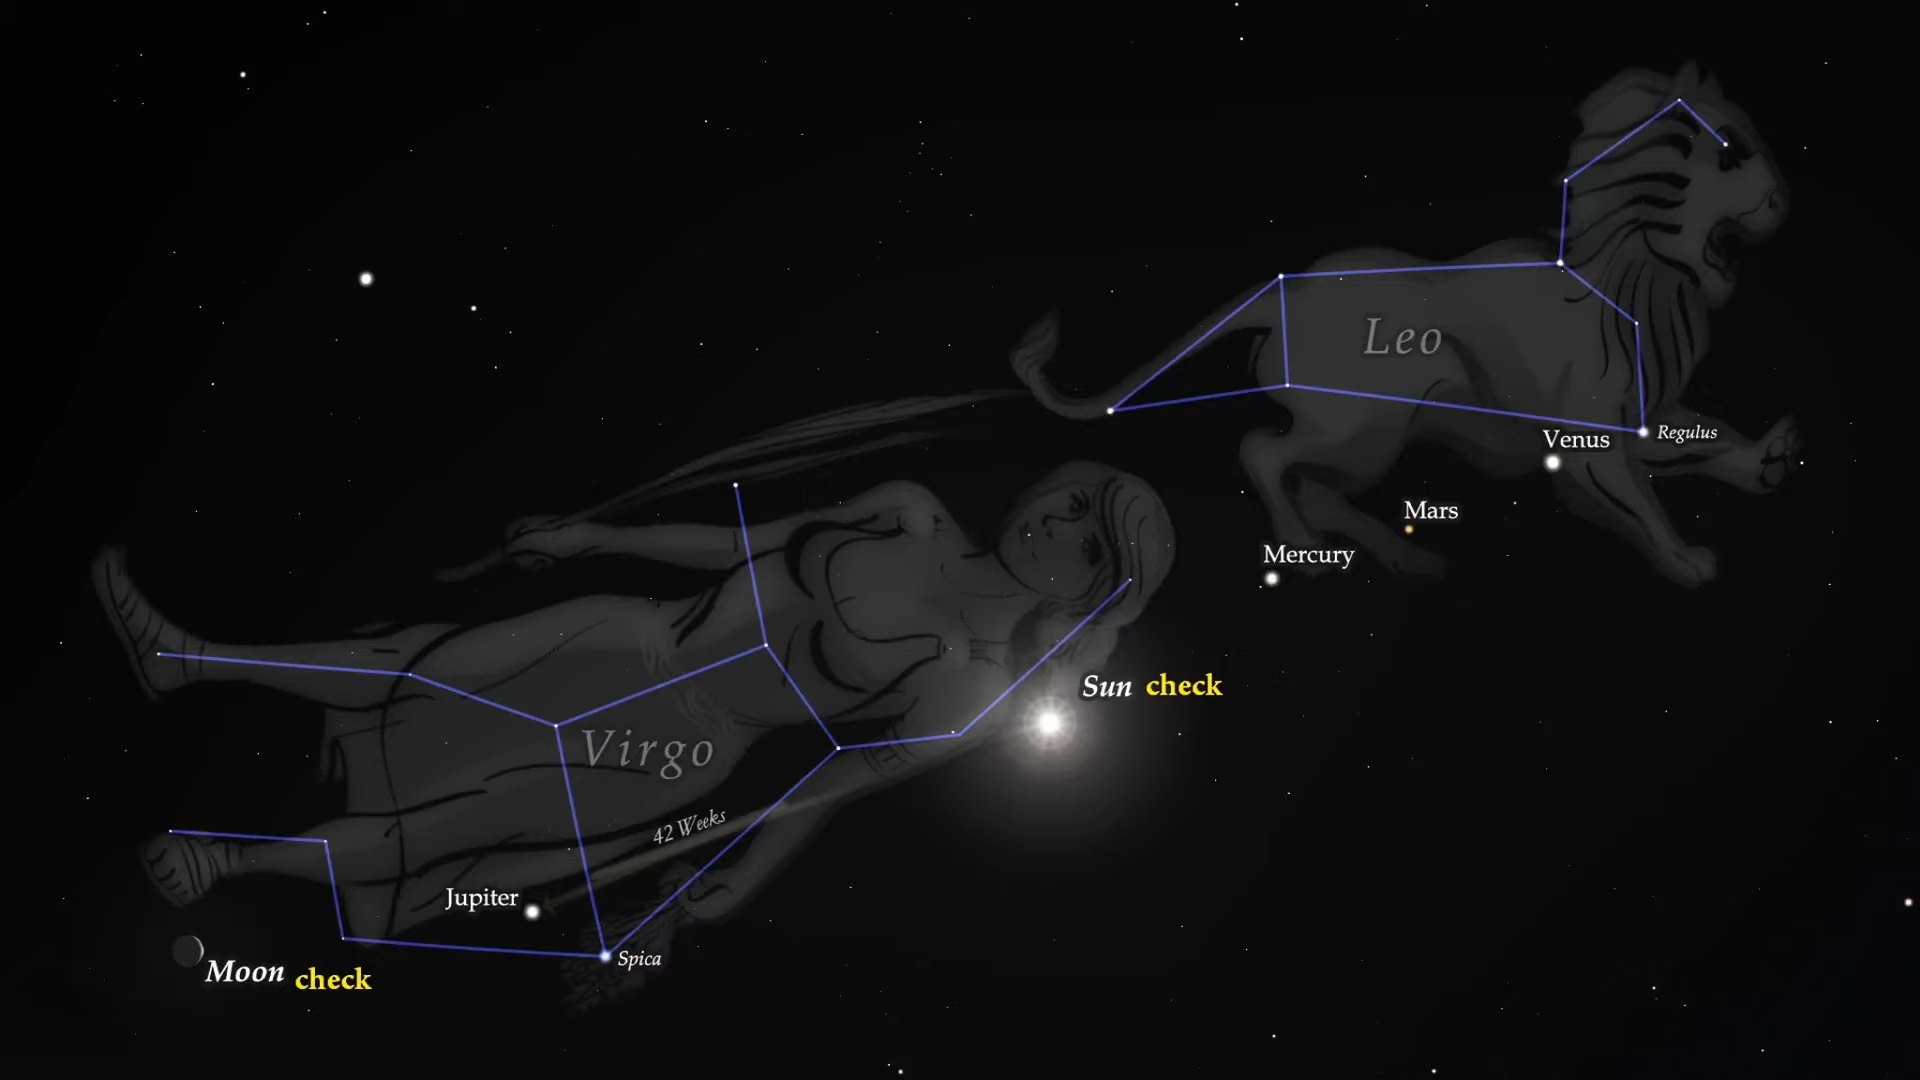 Leo
Regulus
Venus
Mars
Mercury
Sun check
Virgo
42 Weeks
Jupiter
Spica
Moon check